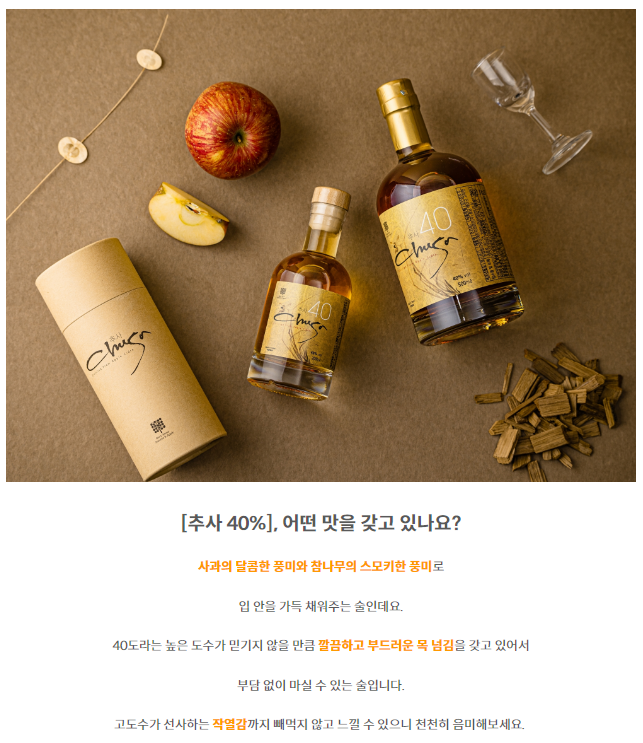 40
Chusa
40
Chusa
추사
Chusa
[추사 40%], 어떤 맛을 갖고 있나요?
사과의 달콤한 풍미와 참나무의 스모키한 풍미로
입 안을 가득 채워주는 술인데요.
40도라는 높은 도수가 믿기지 않을 만큼 깔끔하고 부드러운 목 넘김을 갖고 있어서
부담 없이 마실 수 있는 술입니다.
고도수가 선사하는 작열감까지 빼먹지 않고 느낄 수 있으니 천천히 음미해보세요.